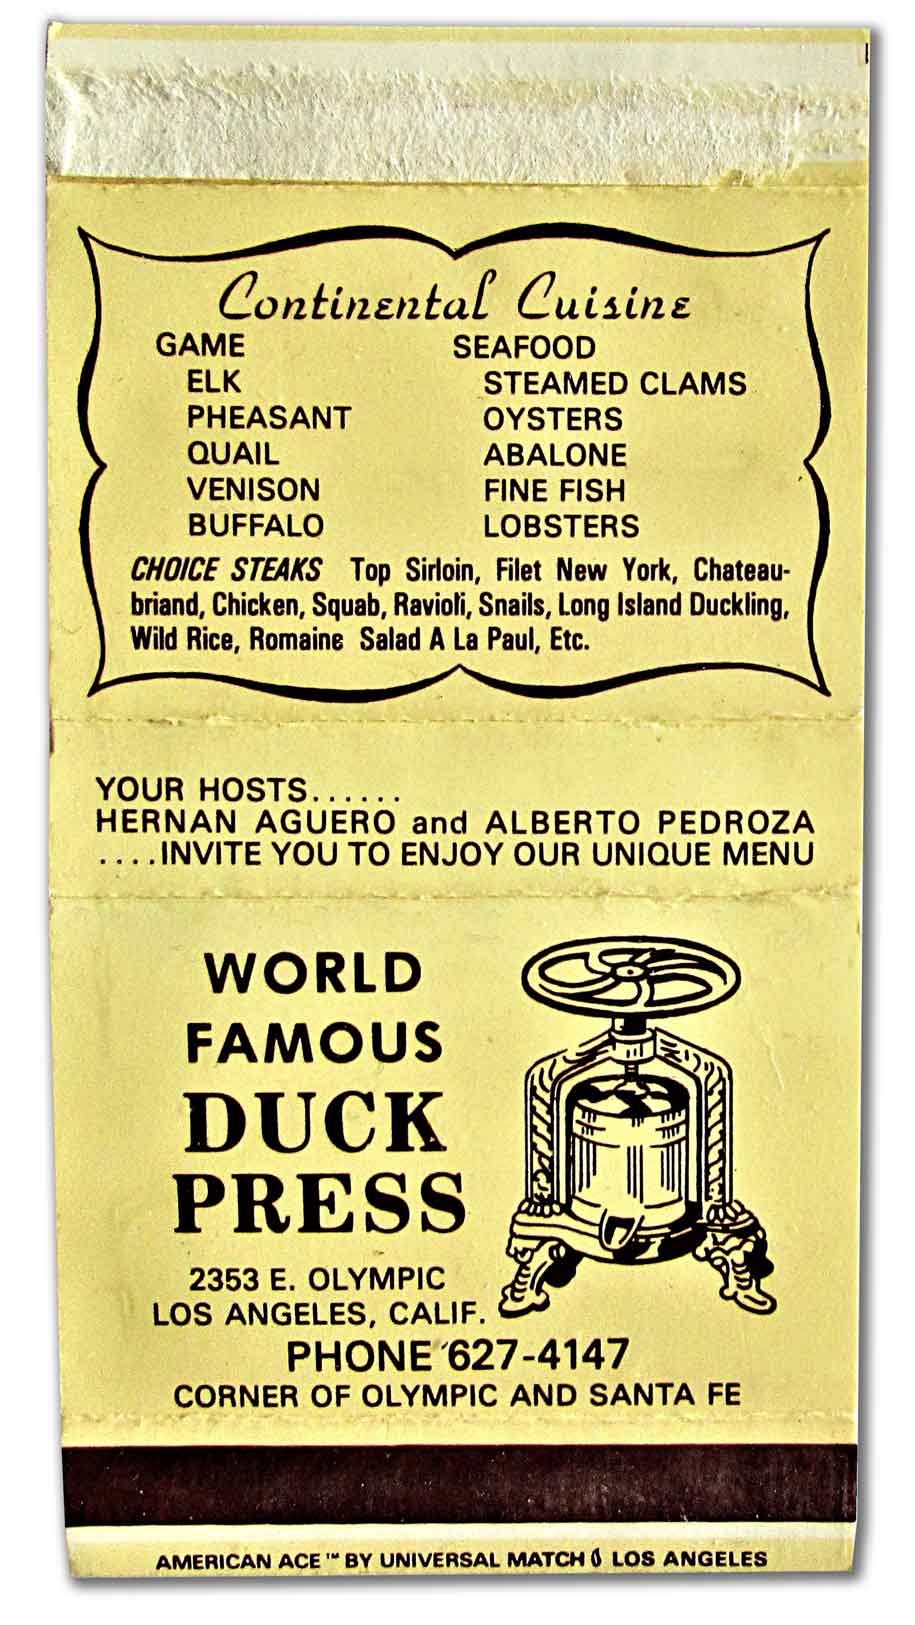 Continental Cuisine
GAME
ELK
PHEASANT
QUAIL
VENISON
BUFFALO
SEAFOOD
STEAMED CLAMS
OYSTERS
ABALONE
FINE FISH
LOBSTERS
CHOICE STEAKS Top Sirloin, Filet New York, Chateau-
briand, Chicken, Squab, Ravioli, Snails, Long Island Duckling,
Wild Rice, Romaine Salad A La Paul, Etc.
YOUR HOSTS......
HERNAN AGUERO and ALBERTO PEDROZA
....INVITE YOU TO ENJOY OUR UNIQUE MENU
WORLD
FAMOUS
DUCK
PRESS
2353 E. OLYMPIC
LOS ANGELES, CALIF.
PHONE 627-4147
CORNER OF OLYMPIC AND SANTA FE
AMERICAN ACE™ BY UNIVERSAL MATCH LOS ANGELES